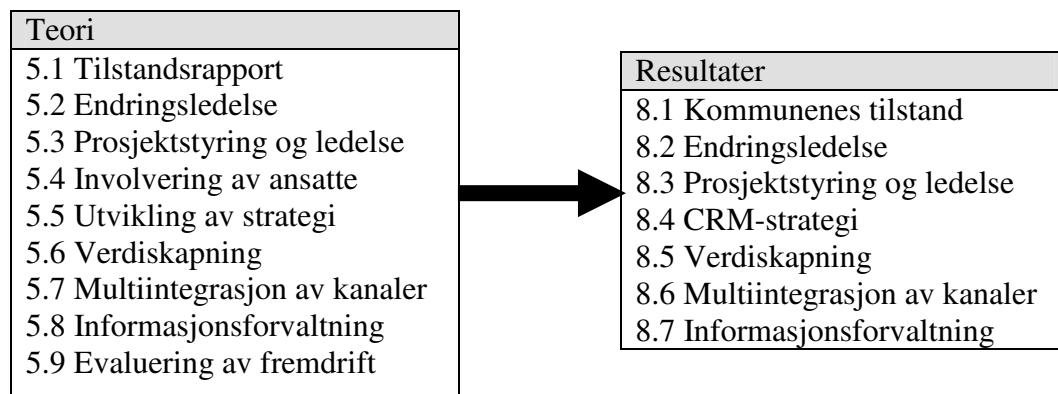 Teori
5.1 Tilstandsrapport
5.2 Endringsledelse
5.3 Prosjektstyring og ledelse
5.4 Involvering av ansatte
5.5 Utvikling av strategi
5.6 Verdiskapning
5.7 Multiintegrasjon av kanaler
5.8 Informasjonsforvaltning
5.9 Evaluering av fremdrift
Resultater
8.1 Kommunenes tilstand
8.2 Endringsledelse
8.3 Prosjektstyring og ledelse
8.4 CRM-strategi
8.5 Verdiskapning
8.6 Multiintegrasjon av kanaler
8.7 Informasjonsforvaltning